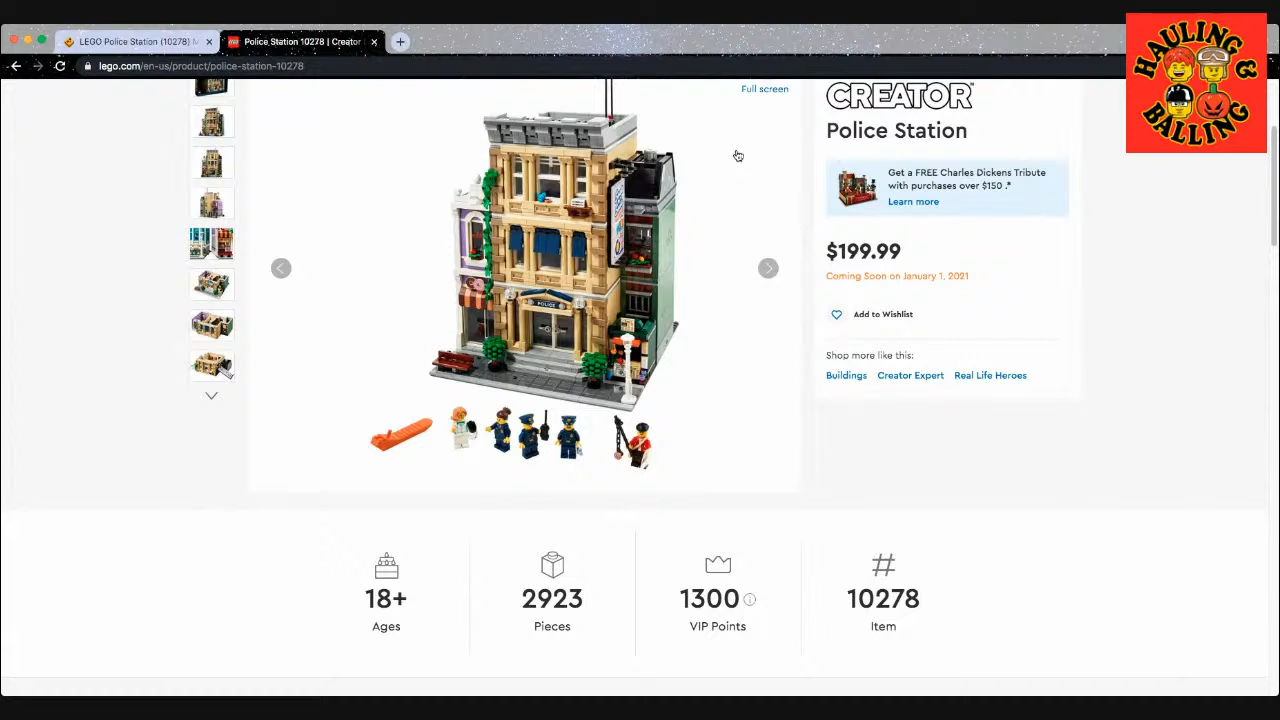 LEGO Police Station (10278) M
Police Station 10278 | Creator
lego.com/en-us/product/police-station-10278
HAULING &
BALLING
Full screen
CREATOR
Police Station
Get a FREE Charles Dickens Tribute
with purchases over $150 .*
Learn more
$199.99
Coming Soon on January 1, 2021
Add to Wishlist
Shop more like this:
Buildings Creator Expert Real Life Heroes
POLICE
18+
Ages
2923
Pieces
1300
VIP Points
#
10278
Item